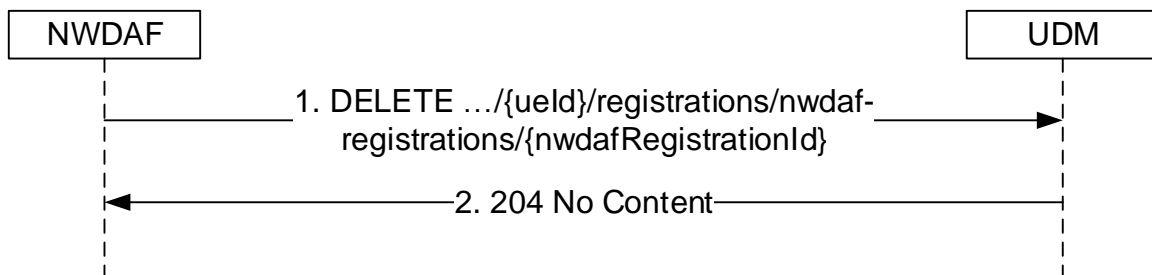 NWDAF
UDM
1. DELETE …/{ueId}/registrations/nwdaf-
registrations/{nwdafRegistrationId}
2. 204 No Content